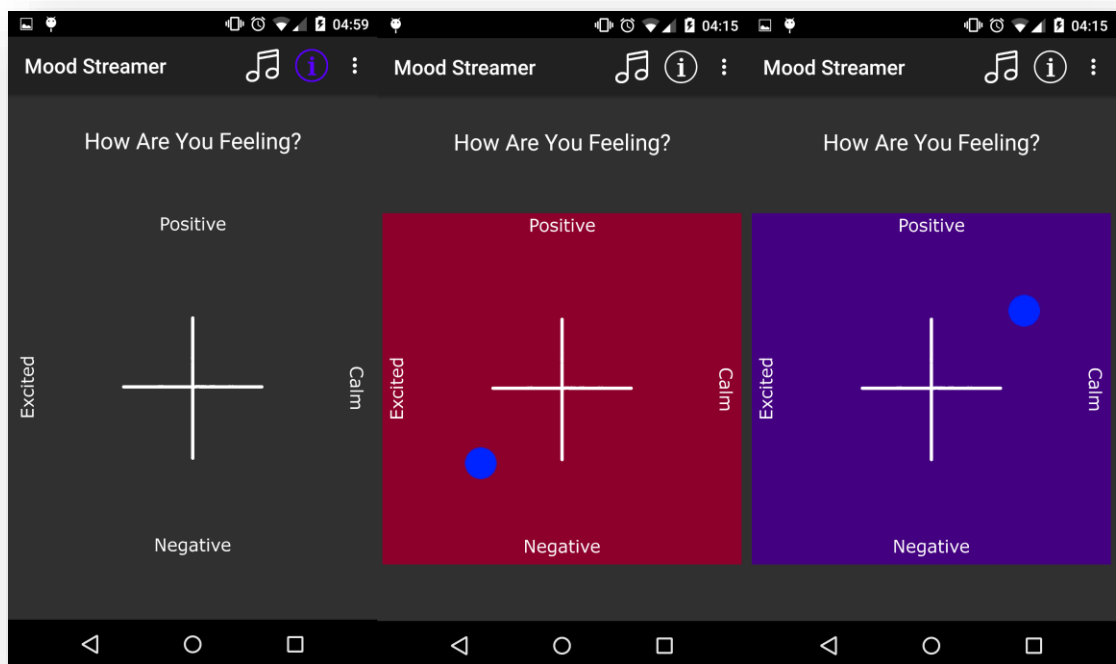 04:59
Mood Streamer
i
How Are You Feeling?
Positive
Excited
Calm
Negative
04:15
Mood Streamer
i
How Are You Feeling?
Positive
Excited
Calm
Negative
04:15
Mood Streamer
i
How Are You Feeling?
Positive
Excited
Calm
Negative